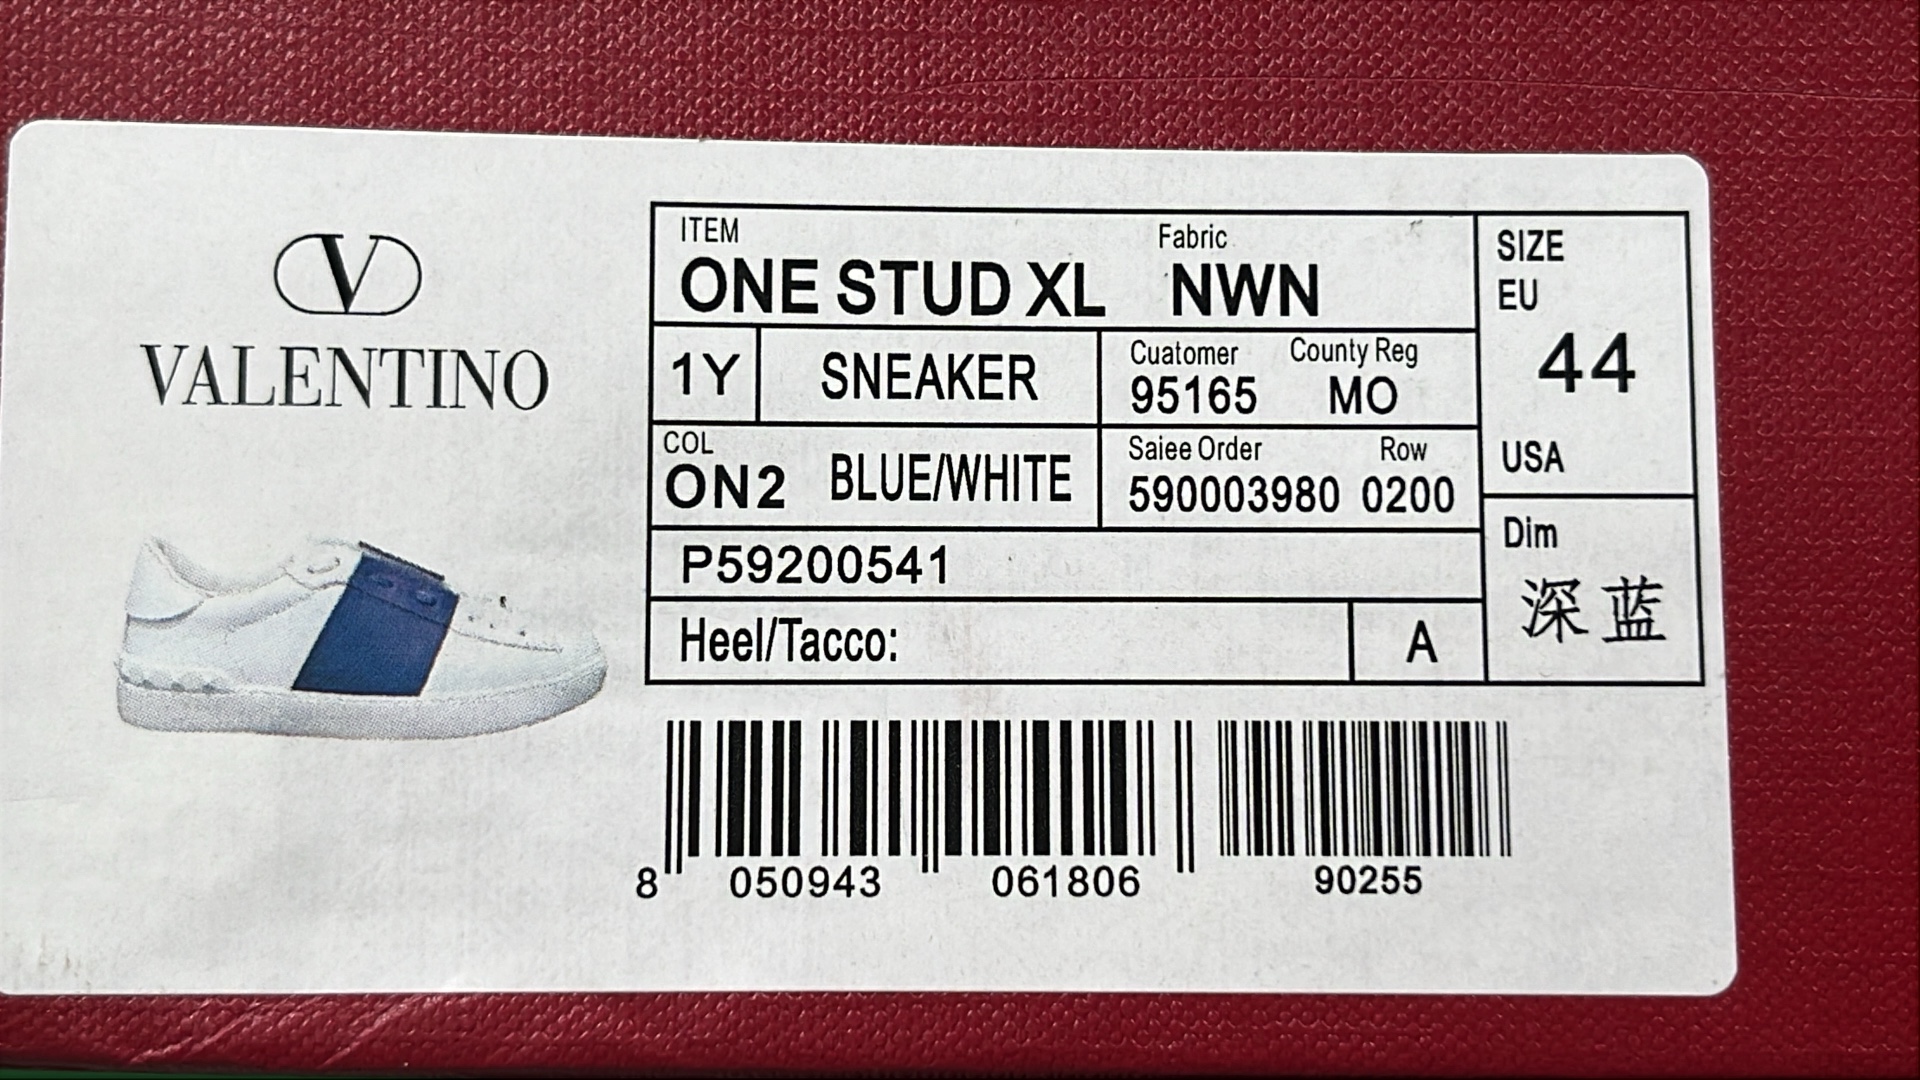 VALENTINO
ITEM Fabric
ONE STUD XL NWN
1Y SNEAKER
Cuatomer County Reg
95165 MO
COL
ON2 BLUE/WHITE
Saiee Order Row
590003980 0200
P59200541
Heel/Tacco: A
SIZE
EU
44
USA
Dim
深蓝
8 050943 061806 90255